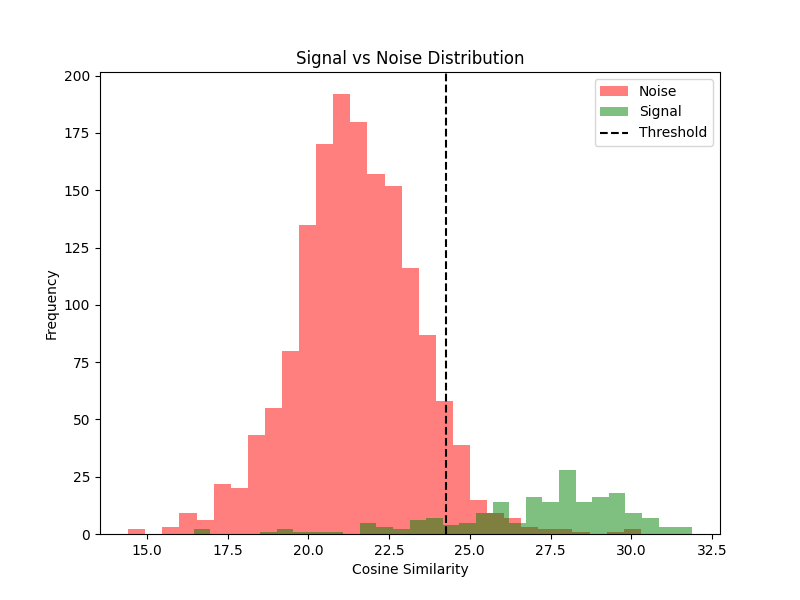 Signal vs Noise Distribution
Noise
Signal
Threshold
Frequency
200
175
150
125
100
75
50
25
0
15.0 17.5 20.0 22.5 25.0 27.5 30.0 32.5
Cosine Similarity